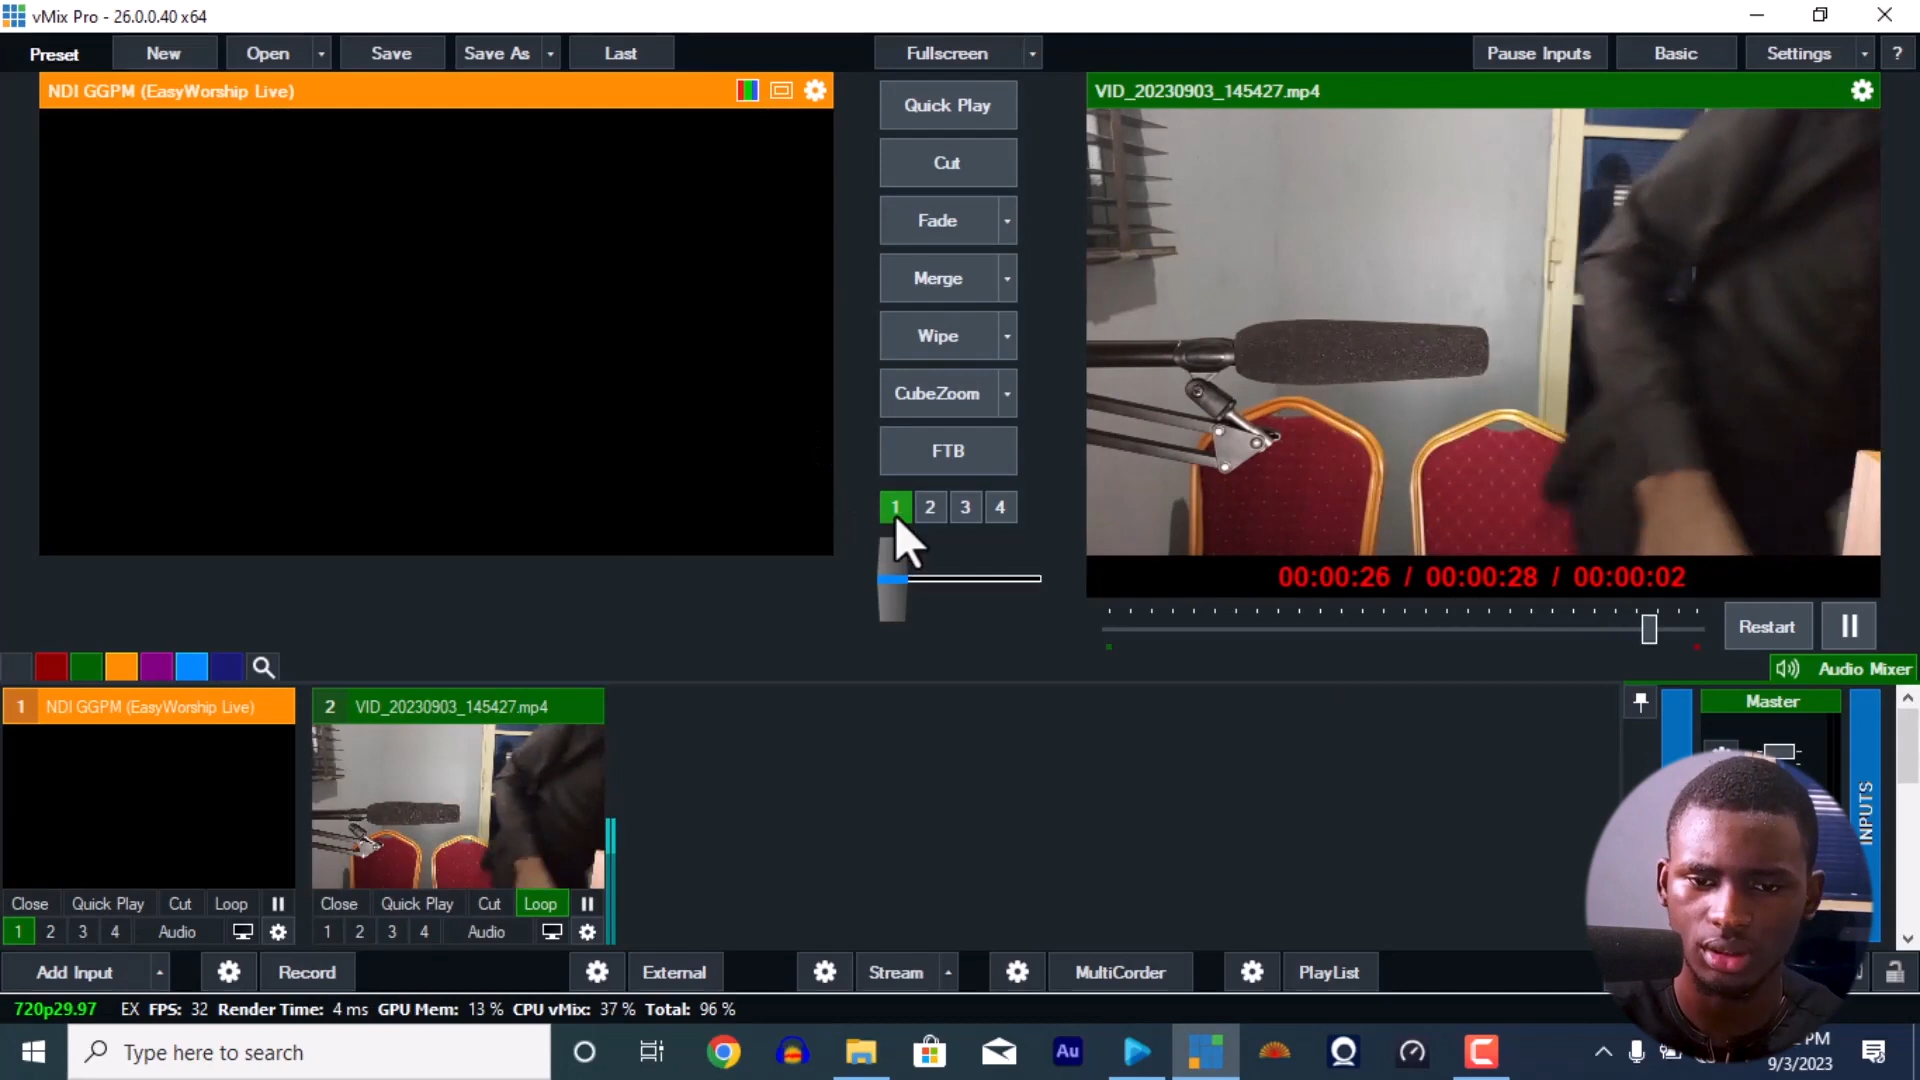 vMix Pro - 26.0.0.40 x64
Preset New Open Save Save As Last Fullscreen Pause Inputs Basic Settings ?
NDI GGPM (EasyWorship Live)
Quick Play
Cut
Fade
Merge
Wipe
CubeZoom
FTB
1 2 3 4
VID_20230903_145427.mp4
00:00:26 / 00:00:28 / 00:00:02
Restart
Audio Mixer
1 NDI GGPM (EasyWorship Live)
Close Quick Play Cut Loop
1 2 3 4 Audio
2 VID_20230903_145427.mp4
Close Quick Play Cut Loop
1 2 3 4 Audio
Master
INPUTS
Add Input Record External Stream MultiCorder PlayList
720p29.97 EX FPS: 32 Render Time: 4 ms GPU Mem: 13 % CPU vMix: 37 % Total: 96 %
Type here to search
Au
PM
9/3/2023